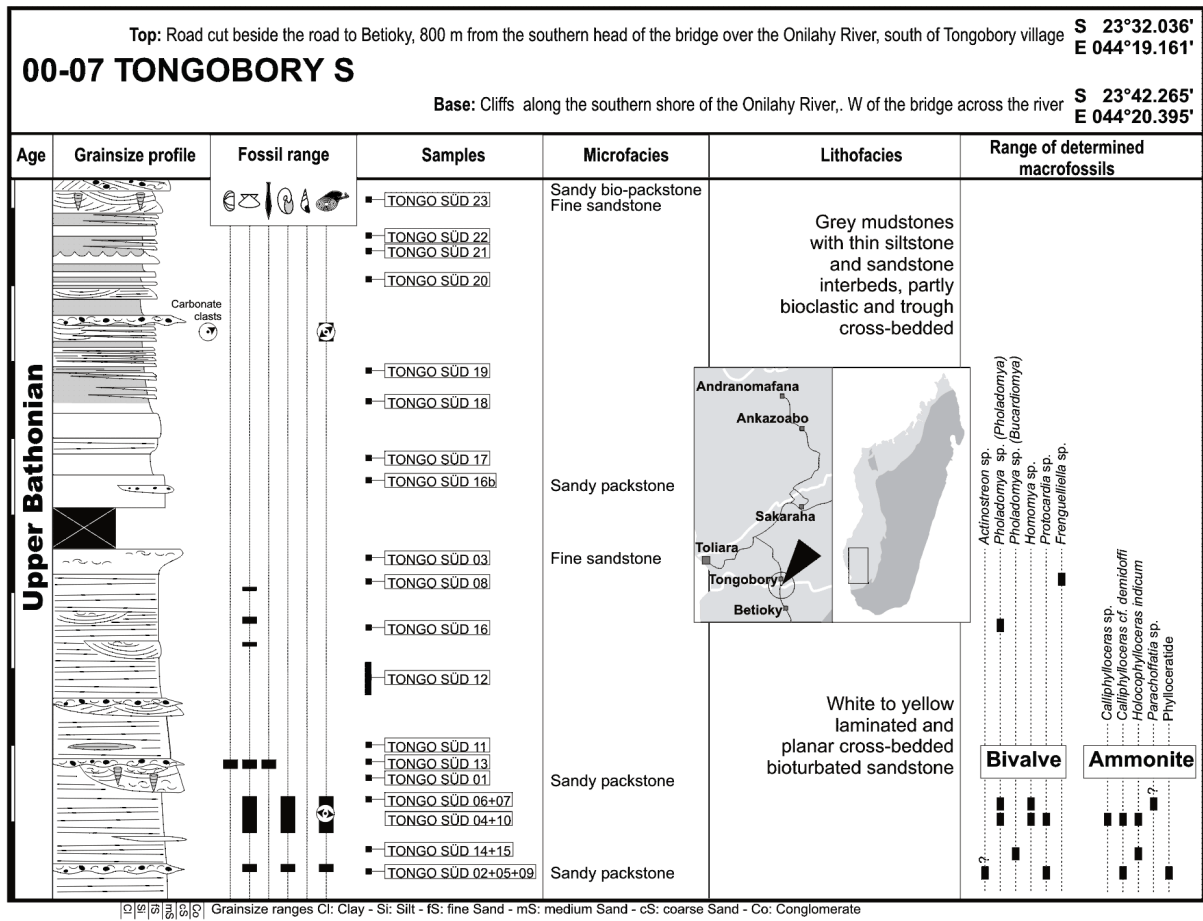 Top: Road cut beside the road to Betioky, 800 m from the southern head of the bridge over the Onilahy River, south of Tongobory village
S 23°32.036'
E 044°19.161'
00-07 TONGOBORY S
Base: Cliffs along the southern shore of the Onilahy River,. W of the bridge across the river
S 23°42.265'
E 044°20.395'
Age
Grainsize profile
Fossil range
Samples
Microfacies
Lithofacies
Range of determined
macrofossils
Upper Bathonian
Carbonate
clasts
TONGO SÜD 23
TONGO SÜD 22
TONGO SÜD 21
TONGO SÜD 20
TONGO SÜD 19
TONGO SÜD 18
TONGO SÜD 17
TONGO SÜD 16b
TONGO SÜD 03
TONGO SÜD 08
TONGO SÜD 16
TONGO SÜD 12
TONGO SÜD 11
TONGO SÜD 13
TONGO SÜD 01
TONGO SÜD 06+07
TONGO SÜD 04+10
TONGO SÜD 14+15
TONGO SÜD 02+05+09
Sandy bio-packstone
Fine sandstone
Sandy packstone
Fine sandstone
Sandy packstone
Sandy packstone
Grey mudstones
with thin siltstone
and sandstone
interbeds, partly
bioclastic and trough
cross-bedded
Andranomafana
Ankazoabo
Sakaraha
Toliara
Tongobory
Betioky
White to yellow
laminated and
planar cross-bedded
bioturbated sandstone
Actinostreon sp.
Pholadomya sp. (Pholadomya)
Pholadomya sp. (Bucardiomya)
Homomya sp.
Protocardia sp.
Frenguelliella sp.
Calliphylloceras sp.
Calliphylloceras cf. demidoffi
Holocophylloceras indicum
Parachoffatia sp.
Phylloceratide
Bivalve
Ammonite
?
?
Cl
Si
fS
mS
cS
Co
Grainsize ranges Cl: Clay - Si: Silt - fS: fine Sand - mS: medium Sand - cS: coarse Sand - Co: Conglomerate